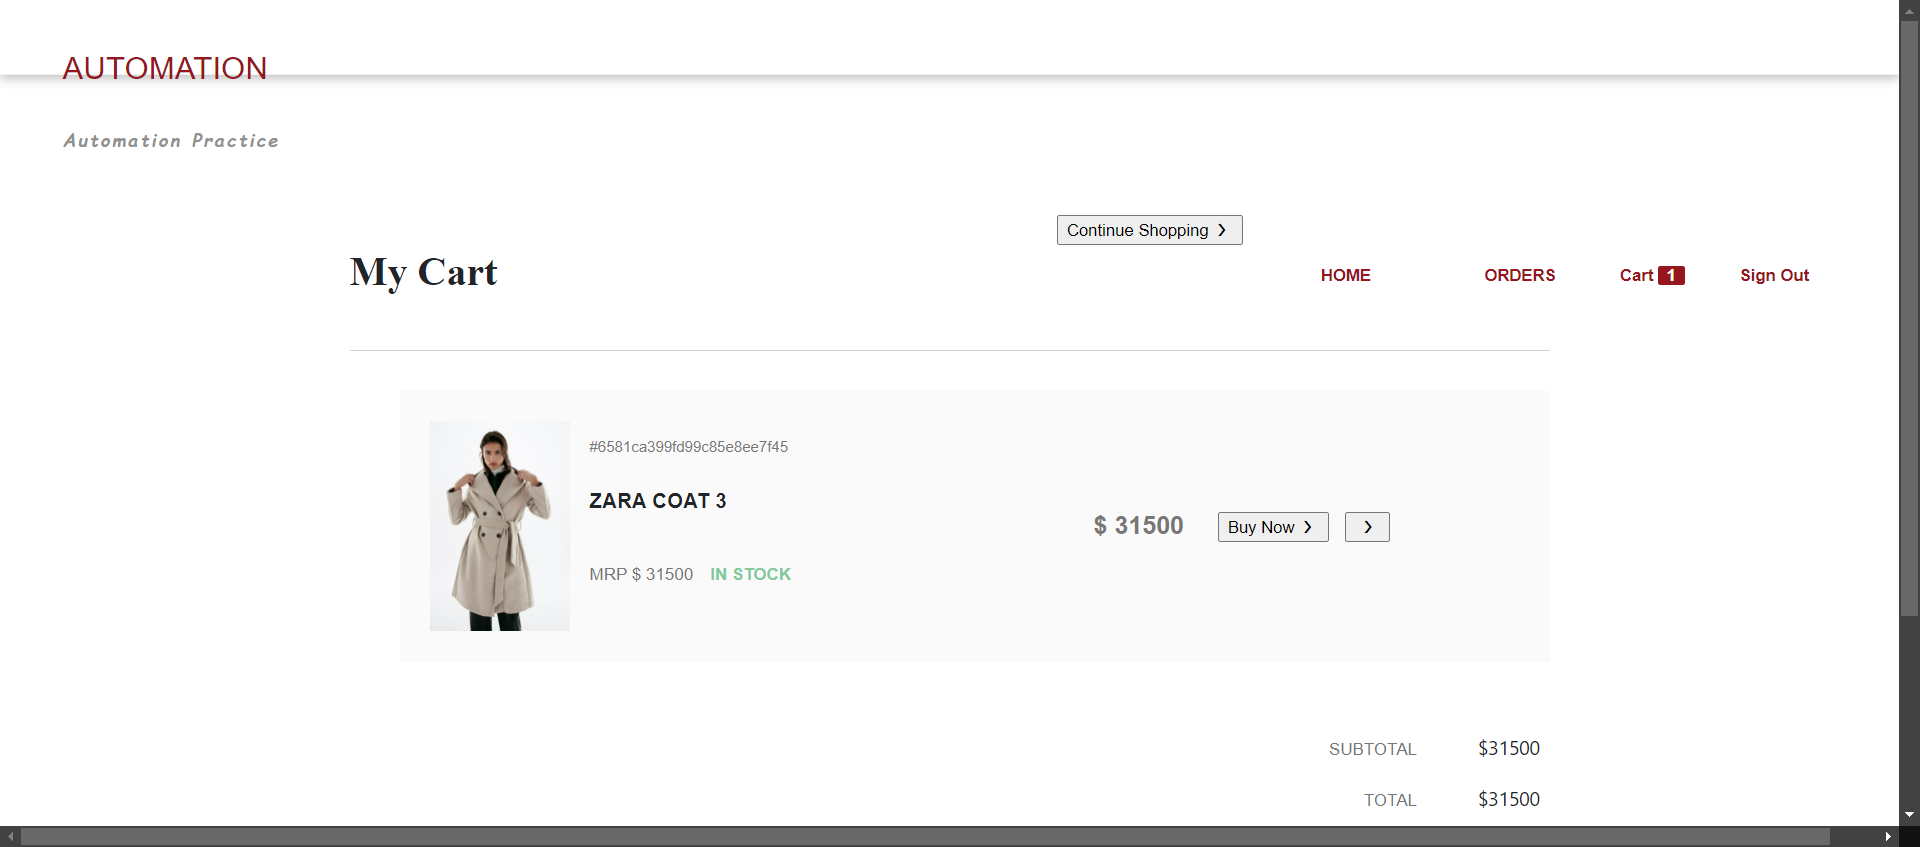 AUTOMATION
Automation Practice
Continue Shopping ❯
My Cart
HOME
ORDERS
Cart 1
Sign Out
#6581ca399fd99c85e8ee7f45
ZARA COAT 3
MRP $ 31500 IN STOCK
$ 31500
Buy Now ❯
❯
SUBTOTAL $31500
TOTAL $31500